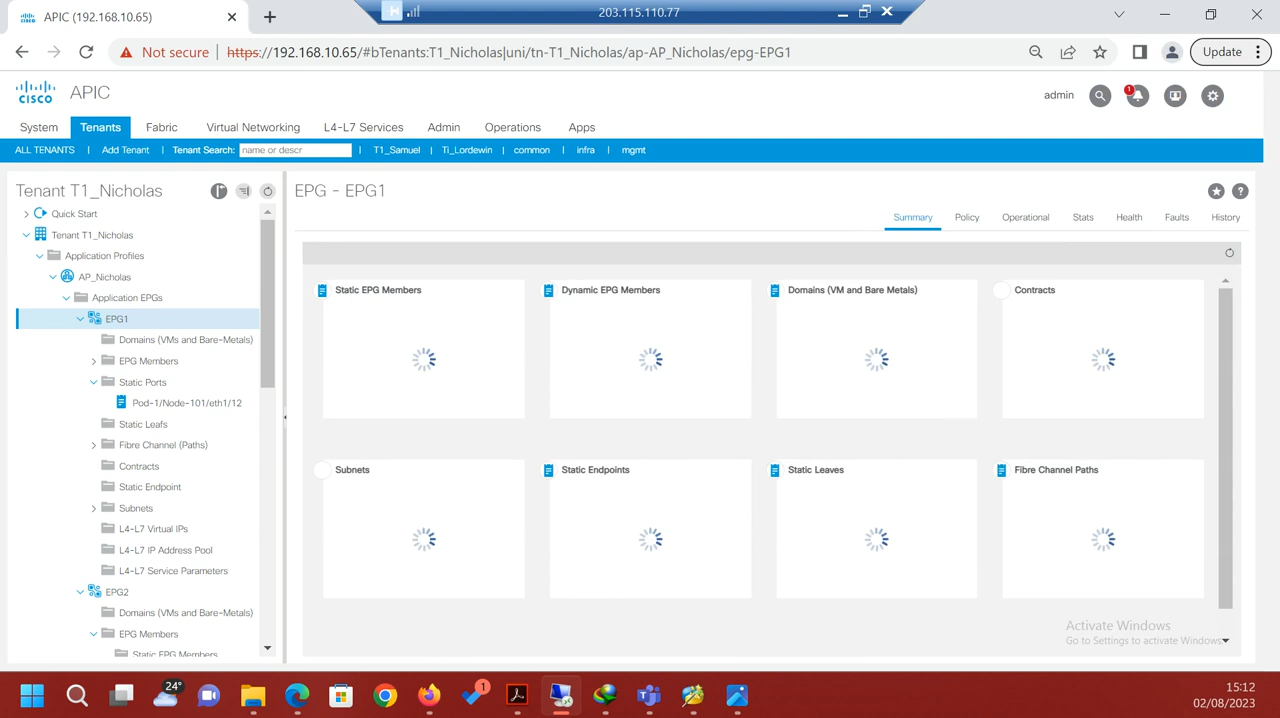 APIC (192.168.10.65)
203.115.110.77
Not secure
https://192.168.10.65/#bTenants:T1_Nicholas|uni/tn-T1_Nicholas/ap-AP_Nicholas/epg-EPG1
Update
cisco
APIC
admin
1
System
Tenants
Fabric
Virtual Networking
L4-L7 Services
Admin
Operations
Apps
ALL TENANTS | Add Tenant | Tenant Search: name or descr | T1_Samuel | Ti_Lordewin | common | infra | mgmt
Tenant T1_Nicholas
Quick Start
Tenant T1_Nicholas
Application Profiles
AP_Nicholas
Application EPGs
EPG1
Domains (VMs and Bare-Metals)
EPG Members
Static Ports
Pod-1/Node-101/eth1/12
Static Leafs
Fibre Channel (Paths)
Contracts
Static Endpoint
Subnets
L4-L7 Virtual IPs
L4-L7 IP Address Pool
L4-L7 Service Parameters
EPG2
Domains (VMs and Bare-Metals)
EPG Members
Static EPG Members
EPG - EPG1
Summary
Policy
Operational
Stats
Health
Faults
History
Static EPG Members
Dynamic EPG Members
Domains (VM and Bare Metals)
Contracts
Subnets
Static Endpoints
Static Leaves
Fibre Channel Paths
Activate Windows
Go to Settings to activate Windows.
24°
1
15:12
02/08/2023